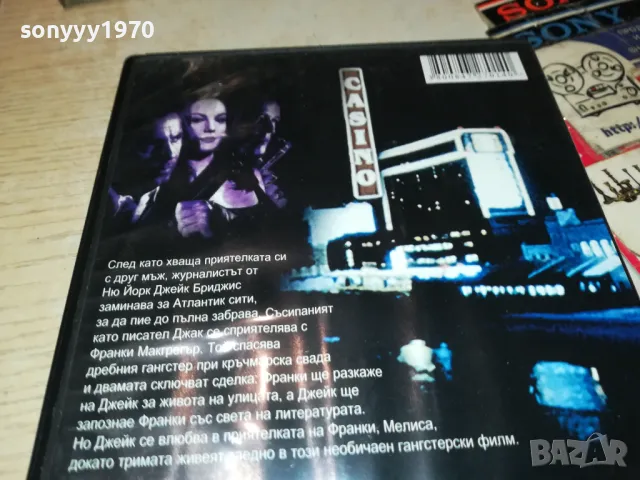 sonyyy1970
SONY
SONY
http:/
CASINO
След като хваща приятелката си
с друг мъж, журналистът от
Ню Йорк Джейк Бриджис
заминава за Атлантик сити,
за да пие до пълна забрава. Съсипаният
като писател Джак се сприятелява с
Франки Макгрегър. Той спасява
дребния гангстер при кръчмарска свада
и двамата сключват сделка: Франки ще разкаже
на Джейк за живота на улицата, а Джейк ще
запознае Франки със света на литературата.
Но Джейк се влюбва в приятелката на Франки, Мелиса,
докато тримата живеят заедно в този необичаен гангстерски филм.
BAZAR
bg